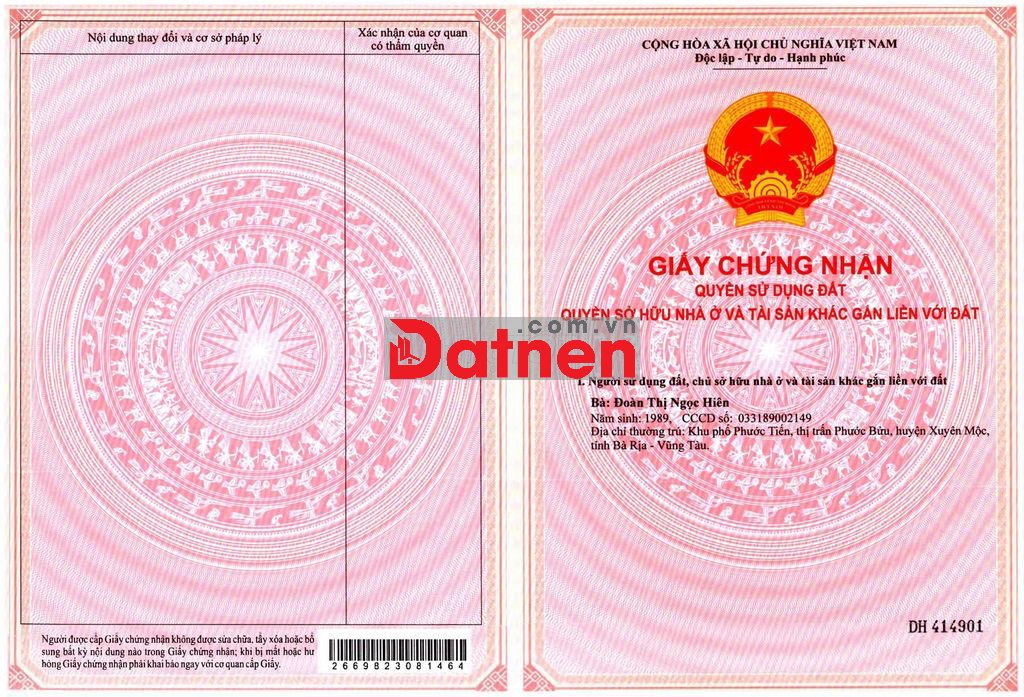 Nội dung thay đổi và cơ sở pháp lý
Xác nhận của cơ quan
có thẩm quyền
Người được cấp Giấy chứng nhận không được sửa chữa, tẩy xóa hoặc bổ
sung bất kỳ nội dung nào trong Giấy chứng nhận; khi bị mất hoặc hư
hỏng Giấy chứng nhận phải khai báo ngay với cơ quan cấp Giấy.
2669823081464
CỘNG HÒA XÃ HỘI CHỦ NGHĨA VIỆT NAM
Độc lập - Tự do - Hạnh phúc
GIẤY CHỨNG NHẬN
QUYỀN SỬ DỤNG ĐẤT
QUYỀN SỞ HỮU NHÀ Ở VÀ TÀI SẢN KHÁC GẮN LIỀN VỚI ĐẤT
.com.vn
Datnen
I. Người sử dụng đất, chủ sở hữu nhà ở và tài sản khác gắn liền với đất
Bà: Đoàn Thị Ngọc Hiên
Năm sinh: 1989, CCCD số: 033189002149
Địa chỉ thường trú: Khu phố Phước Tiến, thị trấn Phước Bửu, huyện Xuyên Mộc,
tỉnh Bà Rịa - Vũng Tàu.
DH 414901